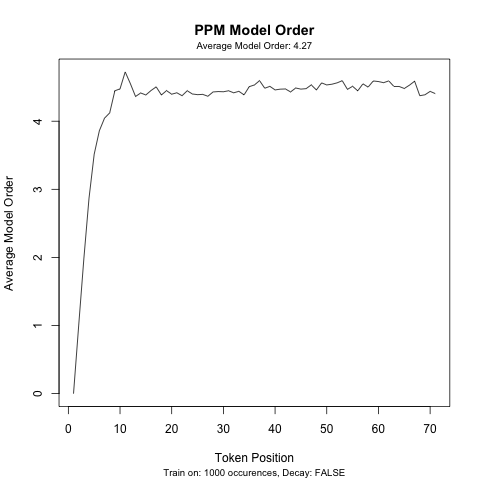 PPM Model Order
Average Model Order: 4.27
Average Model Order
4
3
2
1
0
0 10 20 30 40 50 60 70
Token Position
Train on: 1000 occurences, Decay: FALSE